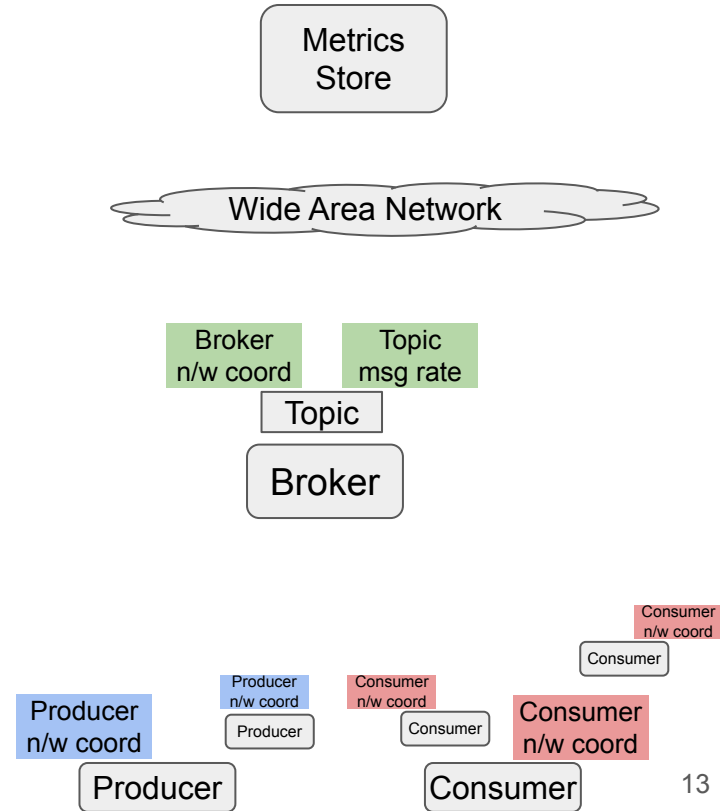 Metrics
Store
Wide Area Network
Broker
n/w coord
Topic
msg rate
Topic
Broker
Consumer
n/w coord
Consumer
Producer
n/w coord
Producer
Consumer
n/w coord
Consumer
Producer
n/w coord
Producer
Consumer
n/w coord
Consumer
13